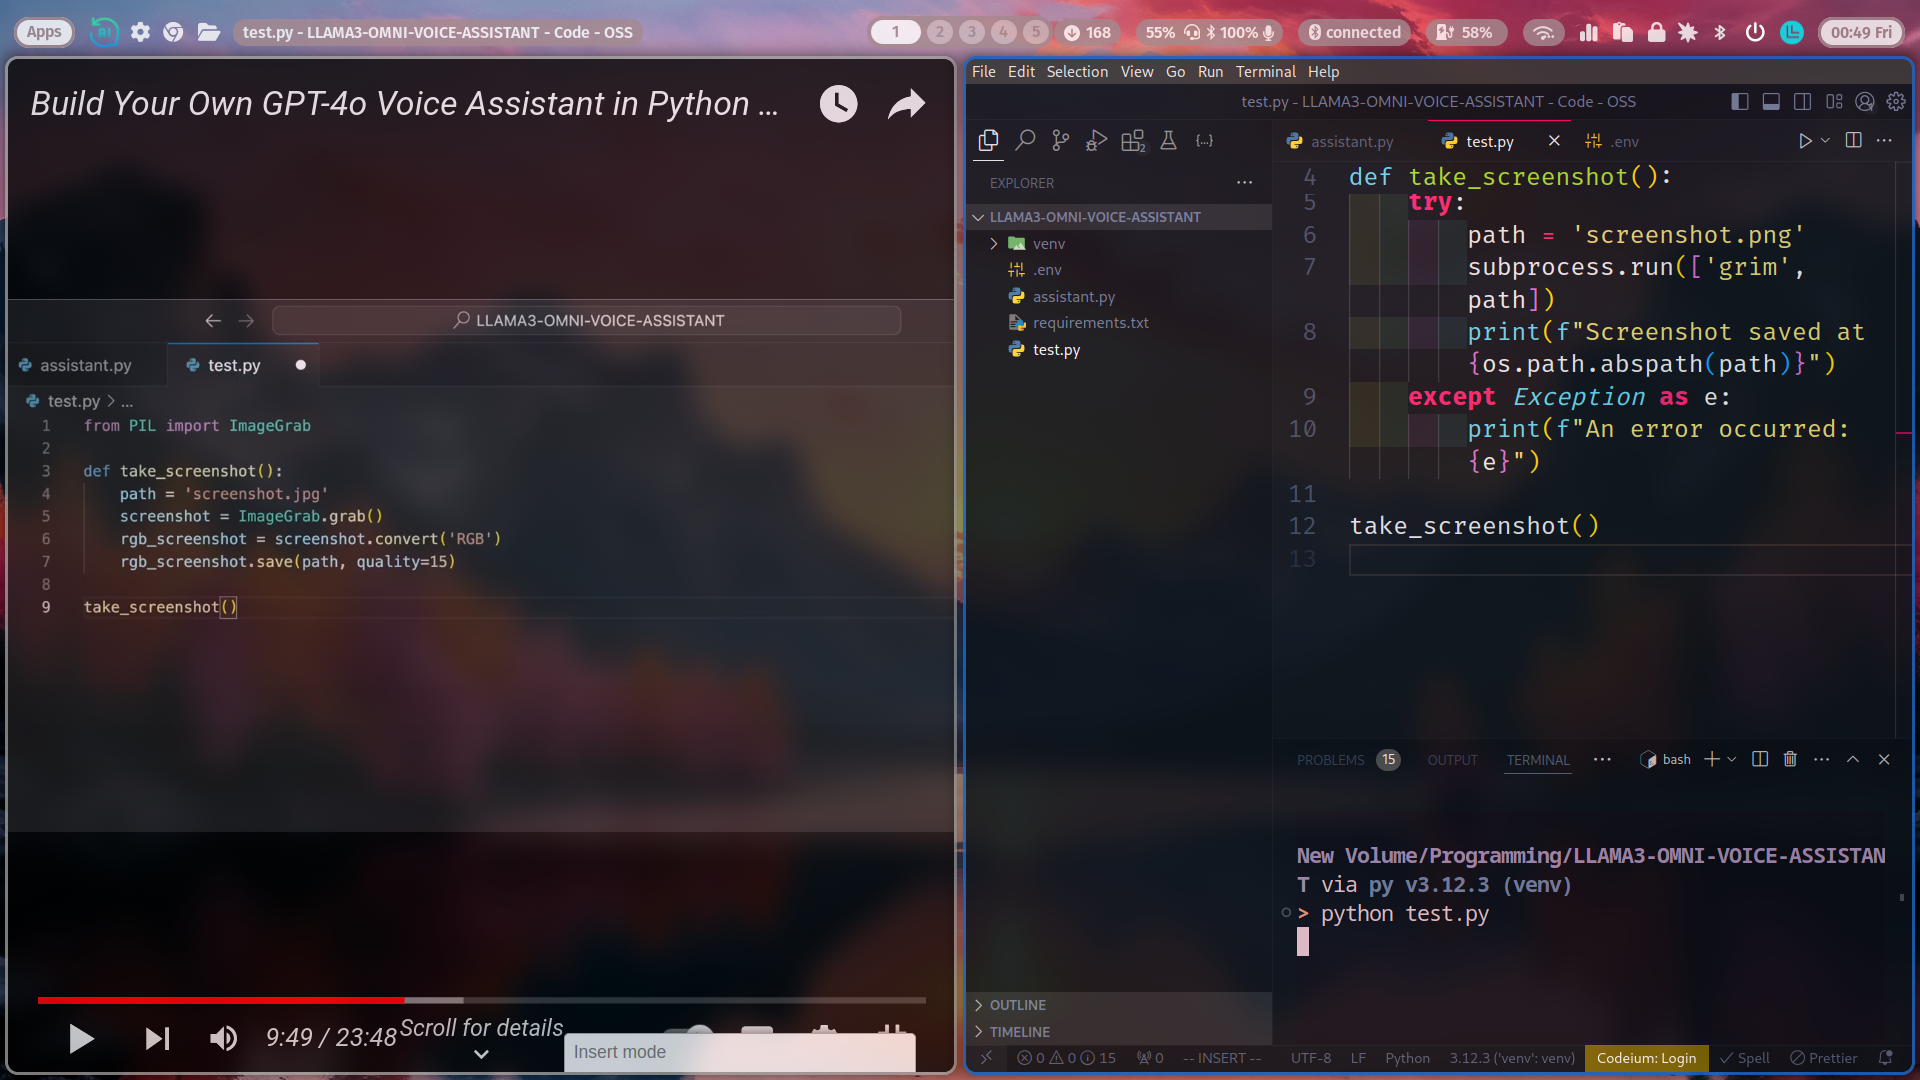 Apps
AI
test.py - LLAMA3-OMNI-VOICE-ASSISTANT - Code - OSS
1 2 3 4 5
168
55% 100%
connected
58%
00:49 Fri
Build Your Own GPT-4o Voice Assistant in Python ...
LLAMA3-OMNI-VOICE-ASSISTANT
assistant.py
test.py
test.py > ...
1 from PIL import ImageGrab
2
3 def take_screenshot():
4 path = 'screenshot.jpg'
5 screenshot = ImageGrab.grab()
6 rgb_screenshot = screenshot.convert('RGB')
7 rgb_screenshot.save(path, quality=15)
8
9 take_screenshot()
9:49 / 23:48
Scroll for details
Insert mode
File Edit Selection View Go Run Terminal Help
test.py - LLAMA3-OMNI-VOICE-ASSISTANT - Code - OSS
2
{...}
EXPLORER
LLAMA3-OMNI-VOICE-ASSISTANT
venv
.env
assistant.py
requirements.txt
test.py
OUTLINE
TIMELINE
assistant.py
test.py
.env
4 def take_screenshot():
5 try:
6 path = 'screenshot.png'
7 subprocess.run(['grim',
path])
8 print(f"Screenshot saved at
{os.path.abspath(path)}")
9 except Exception as e:
10 print(f"An error occurred:
{e}")
11
12 take_screenshot()
13
PROBLEMS 15 OUTPUT TERMINAL
bash
New Volume/Programming/LLAMA3-OMNI-VOICE-ASSISTAN
T via py v3.12.3 (venv)
> python test.py
0 0 15 0 -- INSERT -- UTF-8 LF Python 3.12.3 ('venv': venv) Codeium: Login Spell Prettier